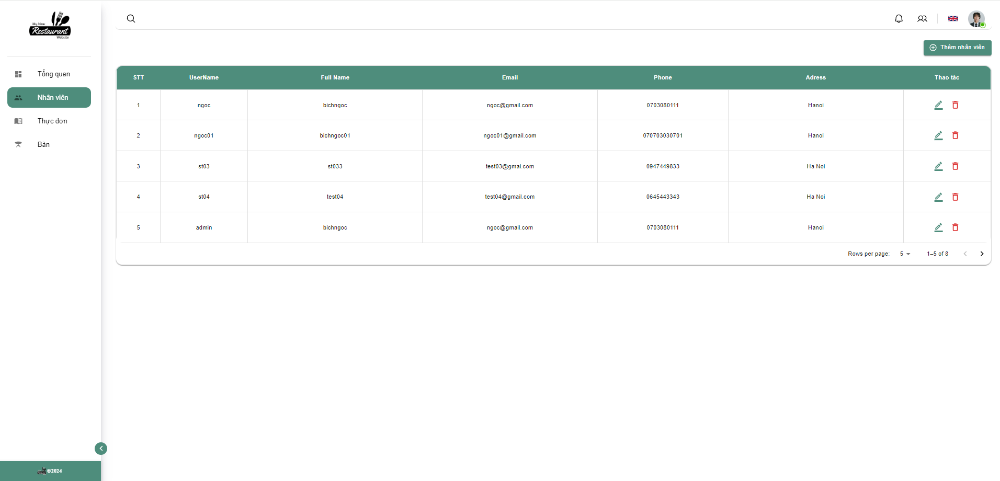 My New
Restaurant
Website
Tổng quan
Nhân viên
Thực đơn
Bàn
©2024
Thêm nhân viên
STT UserName Full Name Email Phone Adress Thao tác
1 ngoc bichngoc ngoc@gmail.com 0703080111 Hanoi
2 ngoc01 bichngoc01 ngoc01@gmail.com 070703030701 Hanoi
3 st03 st033 test03@gmai.com 0947449833 Ha Noi
4 st04 test04 test04@gmail.com 0645443343 Ha Noi
5 admin bichngoc ngoc@gmail.com 0703080111 Hanoi
Rows per page: 5 1–5 of 8